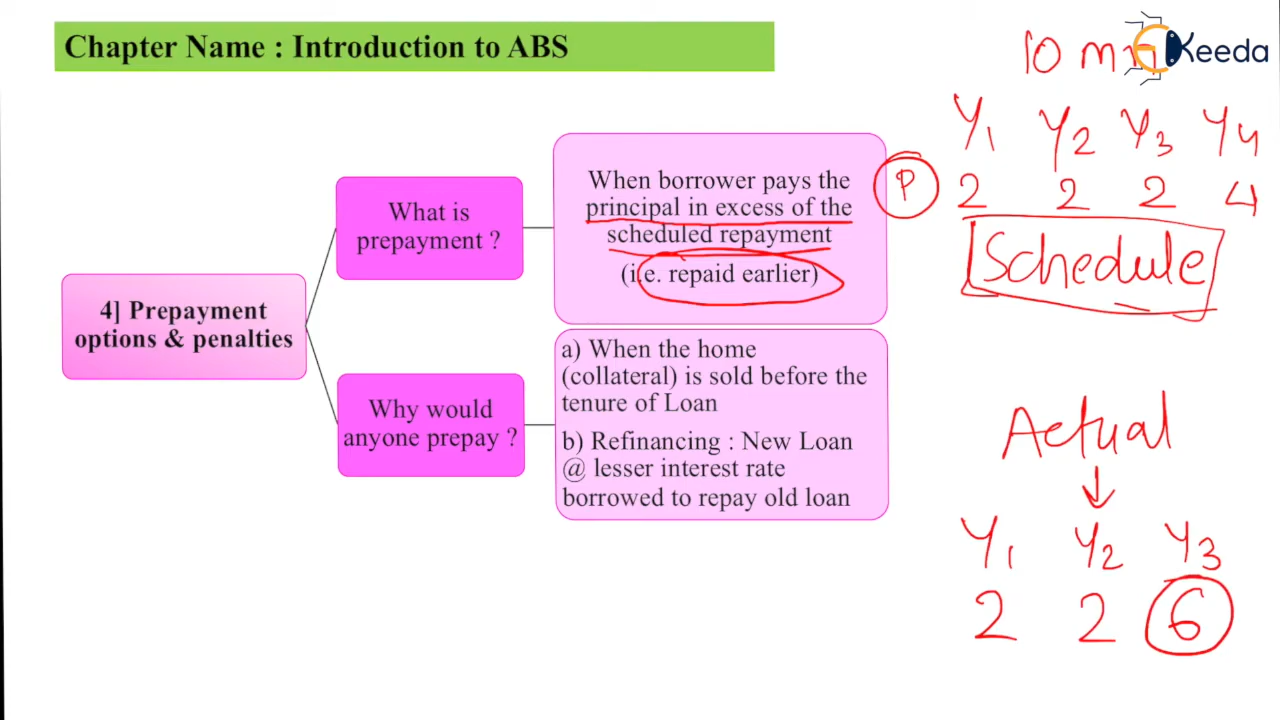 Chapter Name : Introduction to ABS
EKeeda
10 mn
Y1 Y2 Y3 Y4
P 2 2 2 4
Schedule
4] Prepayment
options & penalties
What is
prepayment ?
When borrower pays the
principal in excess of the
scheduled repayment
(i.e. repaid earlier)
Why would
anyone prepay ?
a) When the home
(collateral) is sold before the
tenure of Loan
b) Refinancing : New Loan
@ lesser interest rate
borrowed to repay old loan
Actual
Y1 Y2 Y3
2 2 6